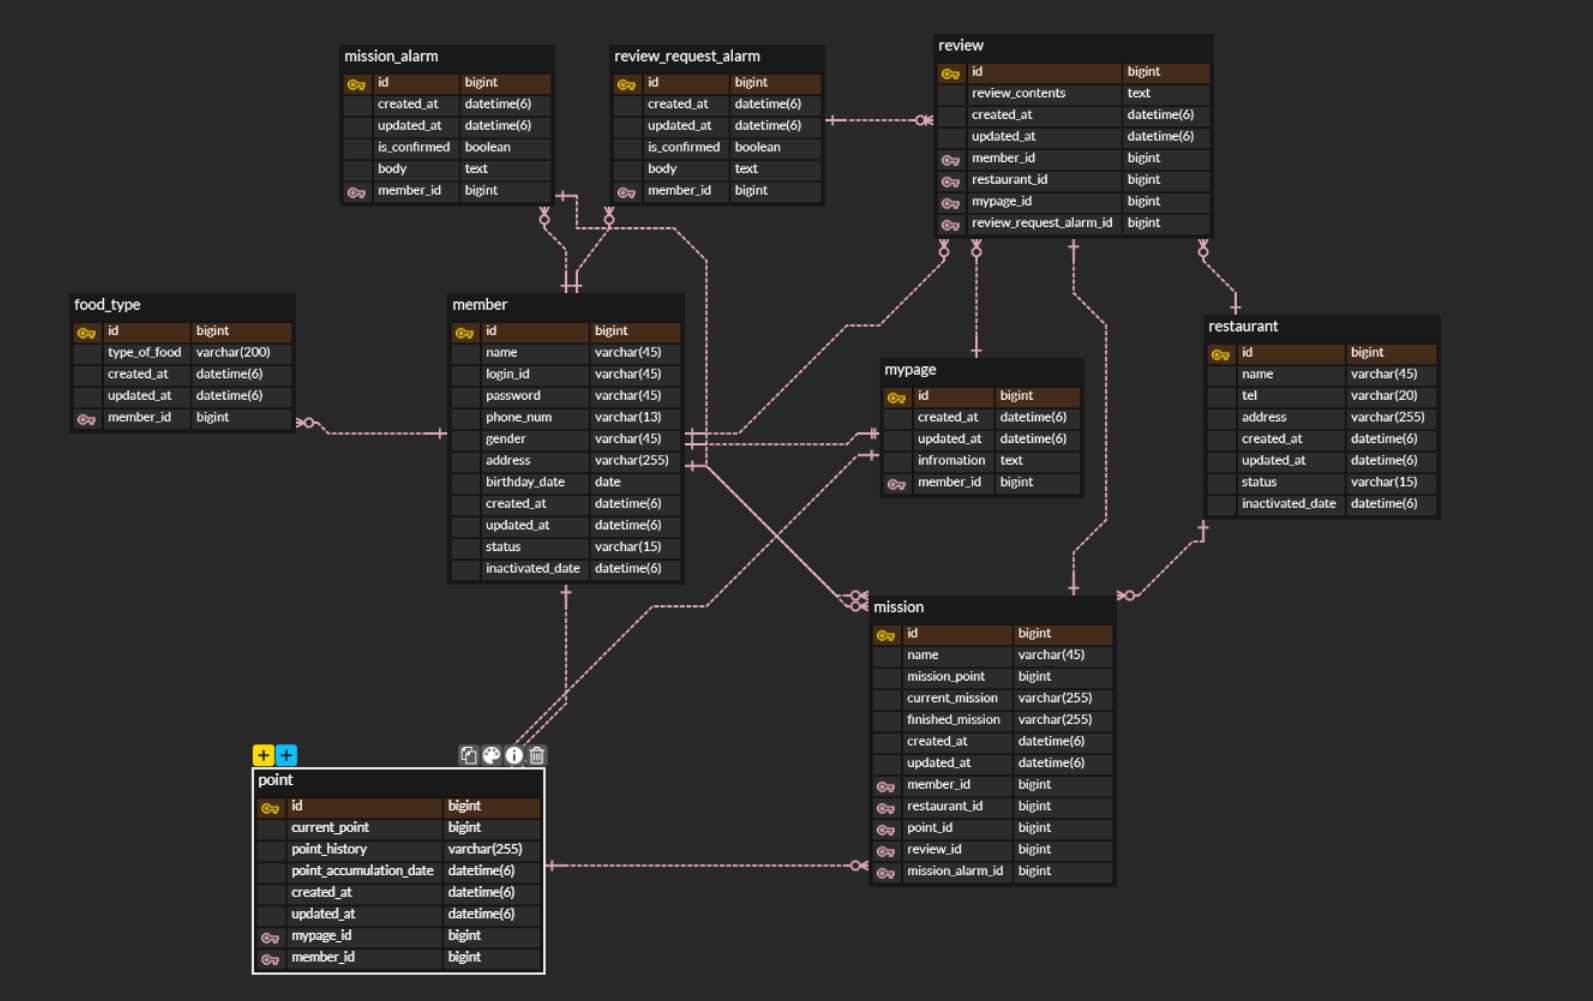 mission_alarm
id bigint
created_at datetime(6)
updated_at datetime(6)
is_confirmed boolean
body text
member_id bigint
review_request_alarm
id bigint
created_at datetime(6)
updated_at datetime(6)
is_confirmed boolean
body text
member_id bigint
review
id bigint
review_contents text
created_at datetime(6)
updated_at datetime(6)
member_id bigint
restaurant_id bigint
mypage_id bigint
review_request_alarm_id bigint
food_type
id bigint
type_of_food varchar(200)
created_at datetime(6)
updated_at datetime(6)
member_id bigint
member
id bigint
name varchar(45)
login_id varchar(45)
password varchar(45)
phone_num varchar(13)
gender varchar(45)
address varchar(255)
birthday_date date
created_at datetime(6)
updated_at datetime(6)
status varchar(15)
inactivated_date datetime(6)
mypage
id bigint
created_at datetime(6)
updated_at datetime(6)
infromation text
member_id bigint
restaurant
id bigint
name varchar(45)
tel varchar(20)
address varchar(255)
created_at datetime(6)
updated_at datetime(6)
status varchar(15)
inactivated_date datetime(6)
mission
id bigint
name varchar(45)
mission_point bigint
current_mission varchar(255)
finished_mission varchar(255)
created_at datetime(6)
updated_at datetime(6)
member_id bigint
restaurant_id bigint
point_id bigint
review_id bigint
mission_alarm_id bigint
point
id bigint
current_point bigint
point_history varchar(255)
point_accumulation_date datetime(6)
created_at datetime(6)
updated_at datetime(6)
mypage_id bigint
member_id bigint